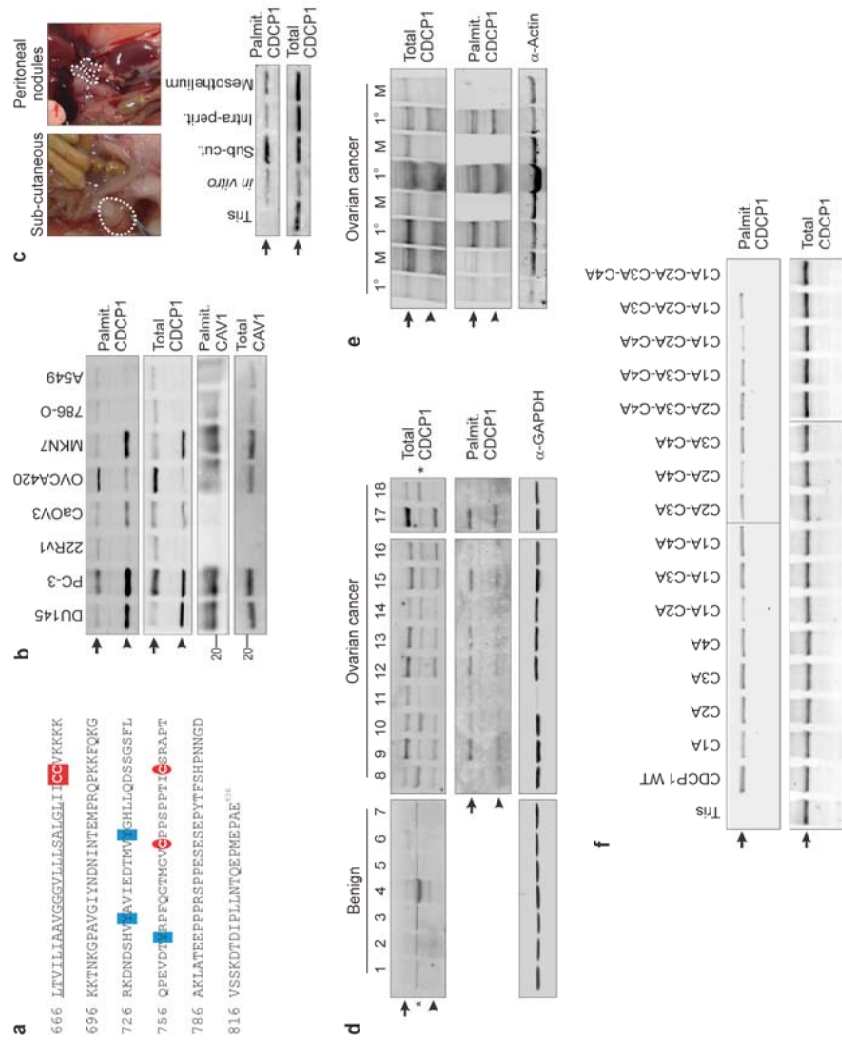 a
666 LTVILIAAVGGGVLLLSALGLIICCVKKKK
696 KKTNKGPAVGIYNDNINTEMPRQPKKFQKG
726 RKDNDSHVYAVIEDTMVYGHLLQDSSGSFL
756 QPEVDTYRPFQGTMGVCPPSPPTICSRAPT
786 AKLATEEPPPRSPPESESEPYTFSHPNNGD
816 VSSKDTDIPLLNTQEPMEPAE836
b
DU145 PC-3 22Rv1 CaOV3 OVCA420 MKN7 786-O A549
Palmit. CDCP1
Total CDCP1
20 Palmit. CAV1
20 Total CAV1
c
Sub-cutaneous
Peritoneal nodules
Tris in vitro Sub-cu:. Intra-perit. Mesothelium
Palmit. CDCP1
Total CDCP1
d
Benign Ovarian cancer
1 2 3 4 5 6 7 8 9 10 11 12 13 14 15 16 17 18
* Total CDCP1 *
Palmit. CDCP1
α-GAPDH
e
Ovarian cancer
1° M 1° M 1° M 1° M
Total CDCP1
Palmit. CDCP1
α-Actin
f
Tris CDCP1 WT C1A C2A C3A C4A C1A-C2A C1A-C3A C1A-C4A C2A-C3A C2A-C4A C3A-C4A C2A-C3A-C4A C1A-C3A-C4A C1A-C2A-C4A C1A-C2A-C3A C1A-C2A-C3A-C4A
Palmit. CDCP1
Total CDCP1